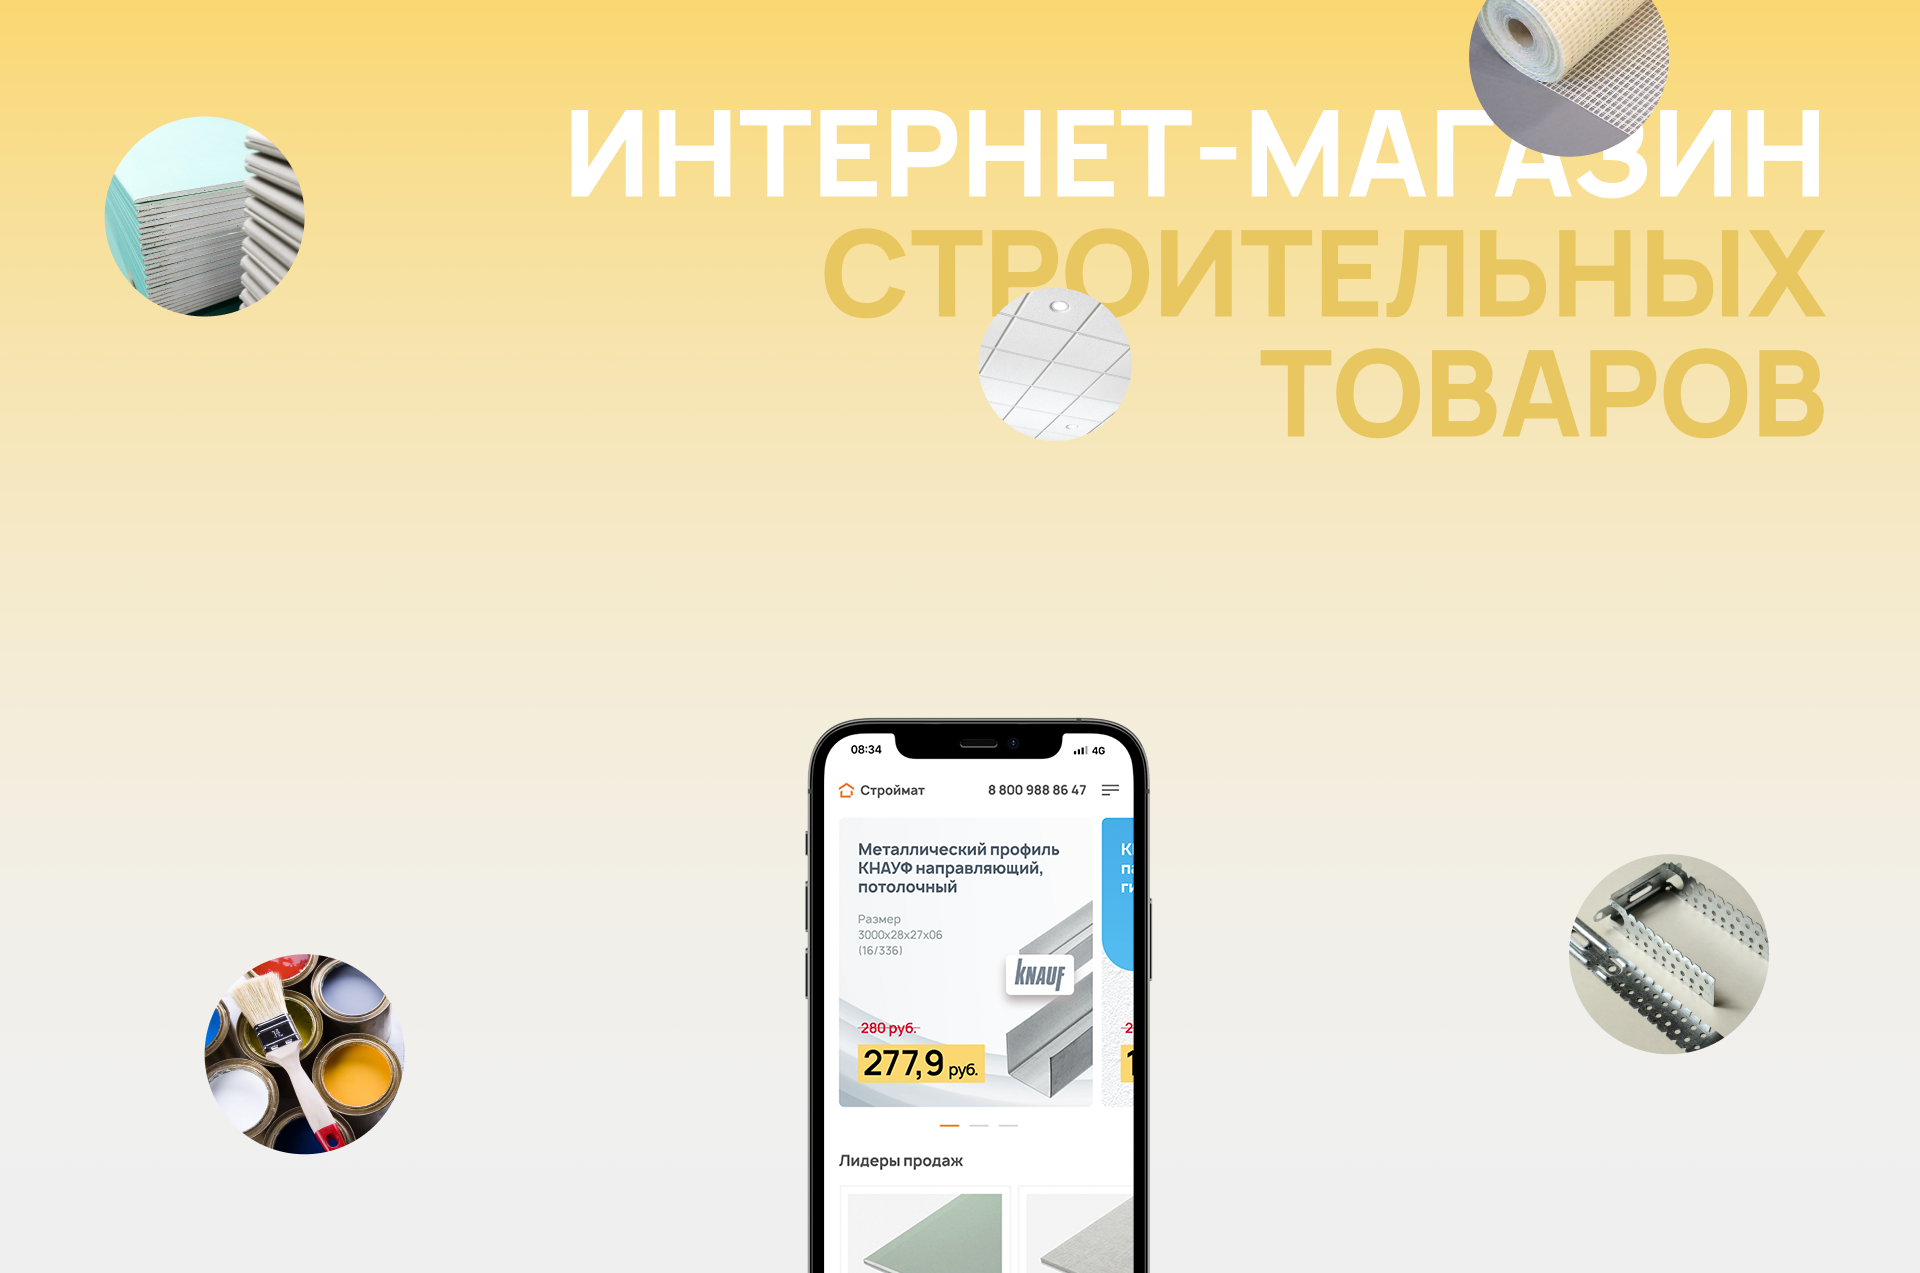 ИНТЕРНЕТ-МАГАЗИН
СТРОИТЕЛЬНЫХ
ТОВАРОВ
08:34
4G
Строймат
8 800 988 86 47
Металлический профиль
КНАУФ направляющий,
потолочный
Размер
3000x28x27x06
(16/336)
KNAUF
280 руб.
277,9 руб.
Лидеры продаж